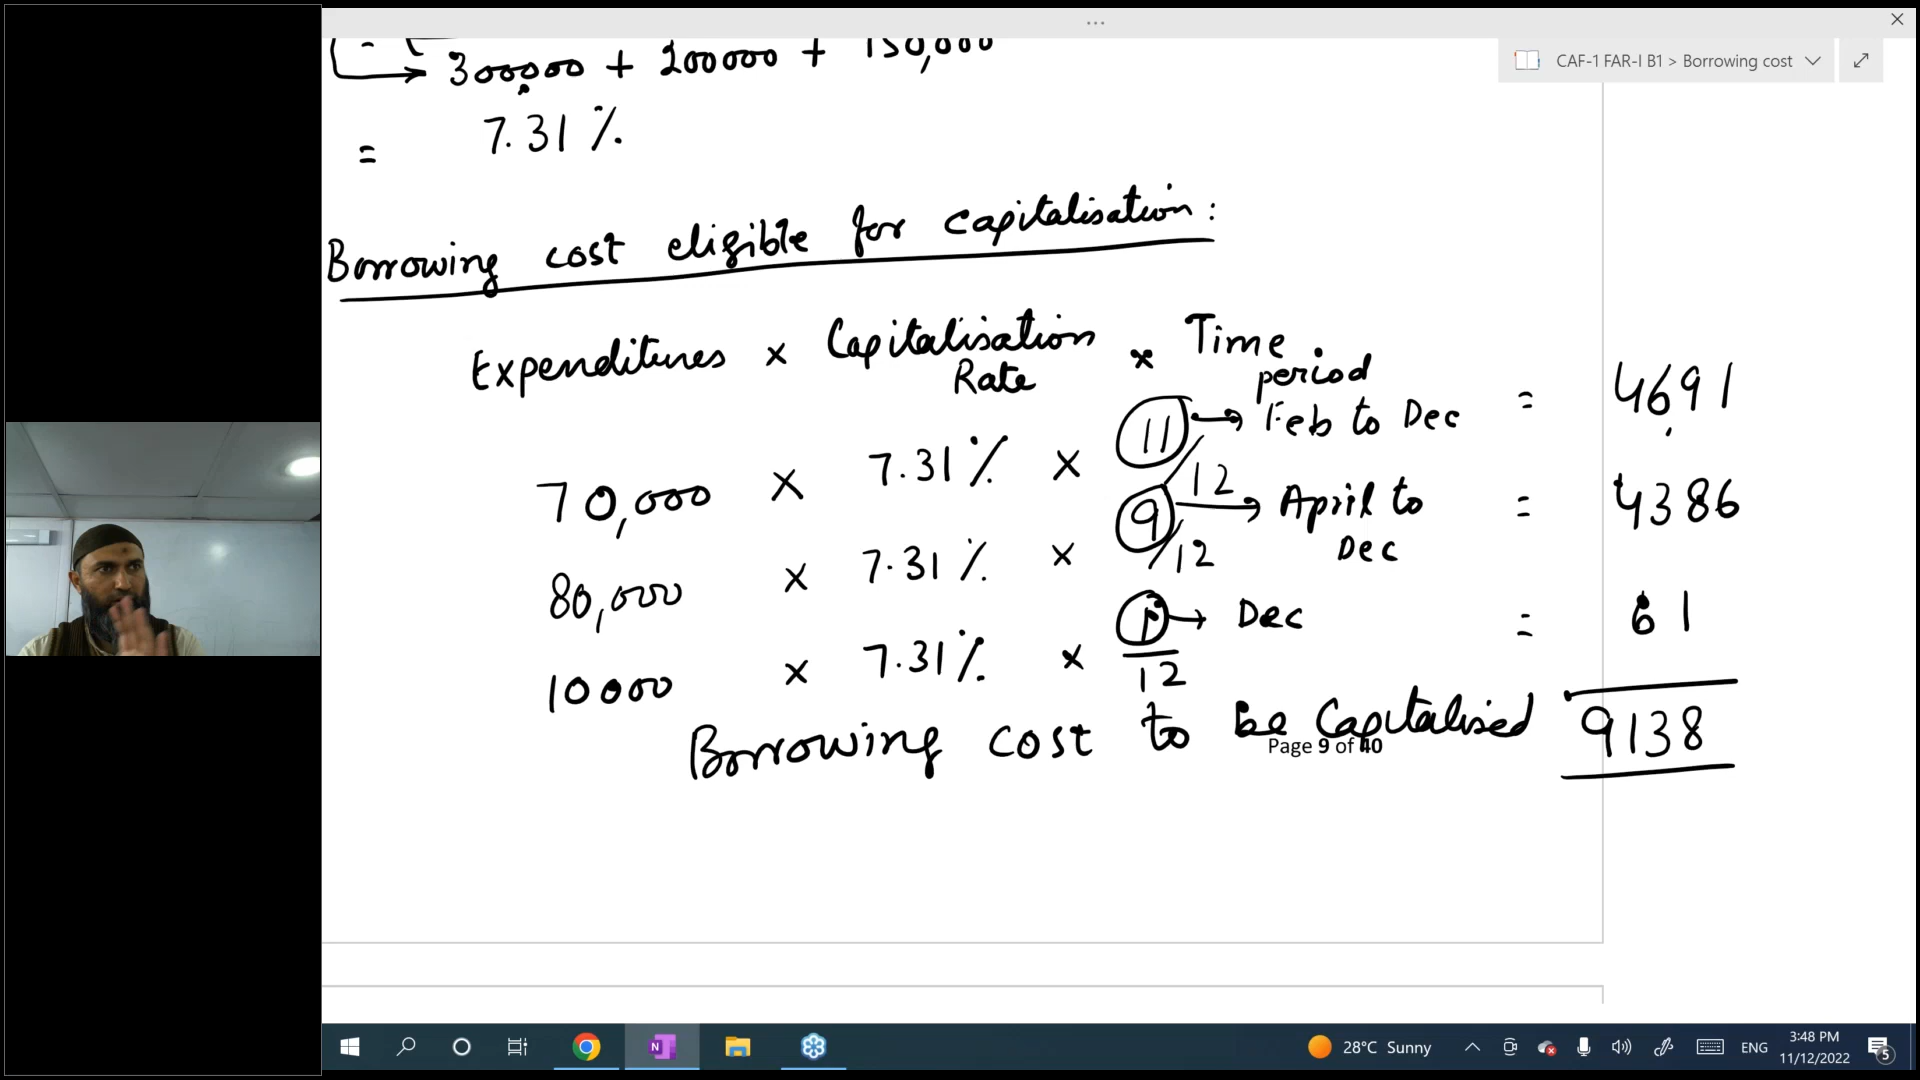 CAF-1 FAR-I B1 > Borrowing cost
300000 + 200000 + 150,000
= 7.31 %
Borrowing cost eligible for capitalisation:
Expenditures × Capitalisation Rate × Time period
70,000 × 7.31 % × 11/12 → Feb to Dec = 4691
80,000 × 7.31 % × 9/12 → April to Dec = 4386
10000 × 7.31 % × 1/12 → Dec = 61
Borrowing cost to be Capitalised 9138
Page 9 of 40
28°C Sunny
ENG
3:48 PM
11/12/2022
5